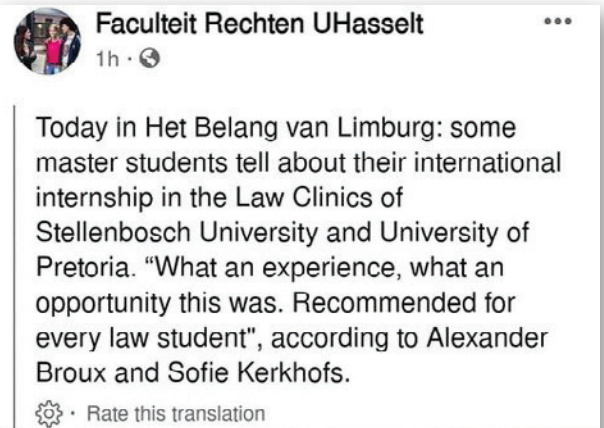 Faculteit Rechten UHasselt
1h ·
Today in Het Belang van Limburg: some
master students tell about their international
internship in the Law Clinics of
Stellenbosch University and University of
Pretoria. “What an experience, what an
opportunity this was. Recommended for
every law student", according to Alexander
Broux and Sofie Kerkhofs.
· Rate this translation